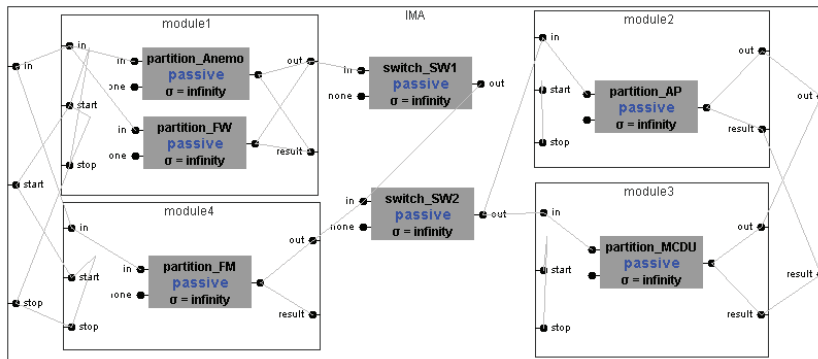 IMA
module1
in
start
stop
in
start
stop
in
none
partition_Anemo
passive
σ = infinity
in
none
partition_FW
passive
σ = infinity
out
result
in
none
switch_SW1
passive
σ = infinity
out
module2
in
start
stop
partition_AP
passive
σ = infinity
out
result
out
result
module4
in
start
stop
in
none
partition_FM
passive
σ = infinity
out
result
in
none
switch_SW2
passive
σ = infinity
out
module3
in
start
stop
partition_MCDU
passive
σ = infinity
out
result